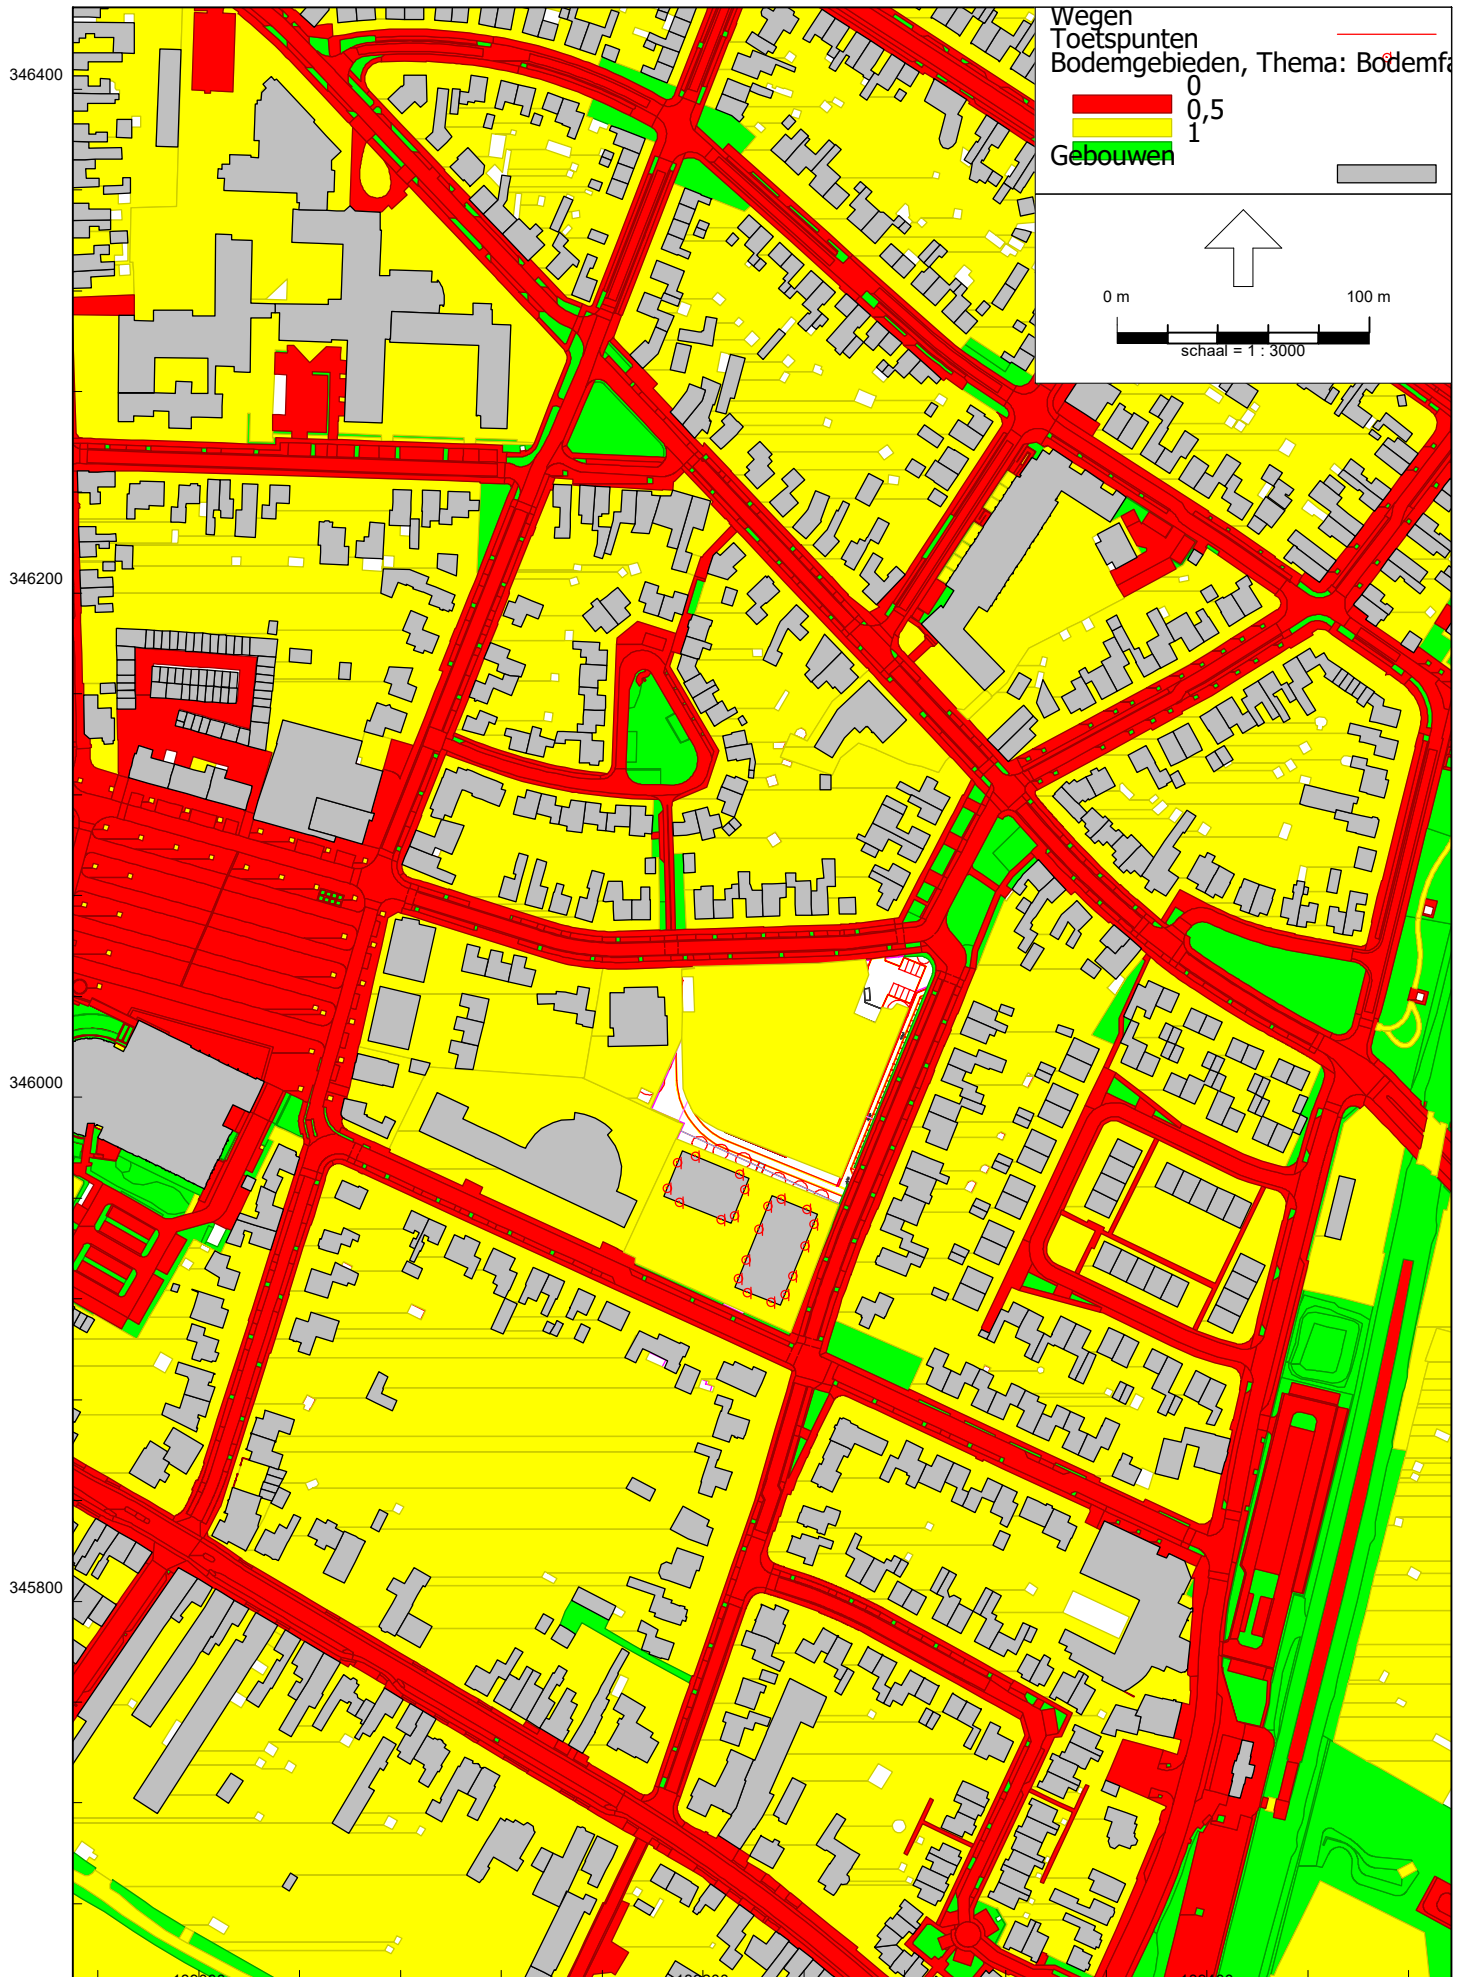 Wegen
Toetspunten
Bodemgebieden, Thema: Bodemfa
0
0,5
1
Gebouwen
0 m 100 m
schaal = 1 : 3000
346400
346200
346000
345800